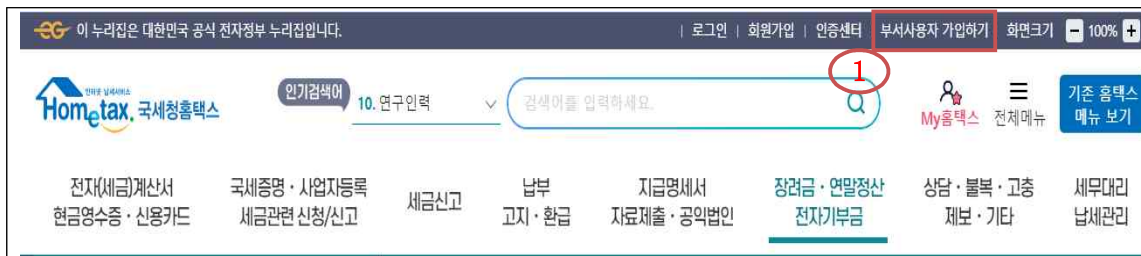 이 누리집은 대한민국 공식 전자정부 누리집입니다.
로그인 | 회원가입 | 인증센터 | 부서사용자 가입하기 화면크기 - 100% +
1
인터넷 납세서비스
Hometax. 국세청홈택스
인기검색어 10. 연구인력
검색어를 입력하세요.
My홈택스 전체메뉴
기존 홈택스
메뉴 보기
전자(세금)계산서 국세증명·사업자등록 세금신고 납부 지급명세서 장려금·연말정산 상담·불복·고충 세무대리
현금영수증·신용카드 세금관련 신청/신고 고지·환급 자료제출·공익법인 전자기부금 제보·기타 납세관리